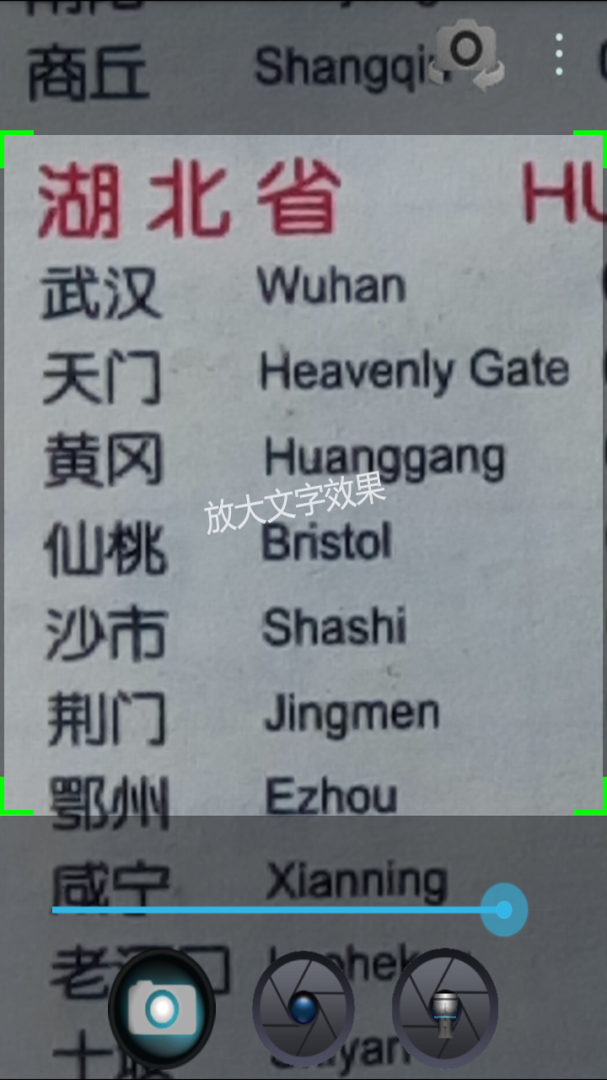 商丘 Shangqi
湖北省 HU
武汉 Wuhan
天门 Heavenly Gate
黄冈 Huanggang
放大文字效果
仙桃 Bristol
沙市 Shashi
荆门 Jingmen
鄂州 Ezhou
咸宁 Xianning